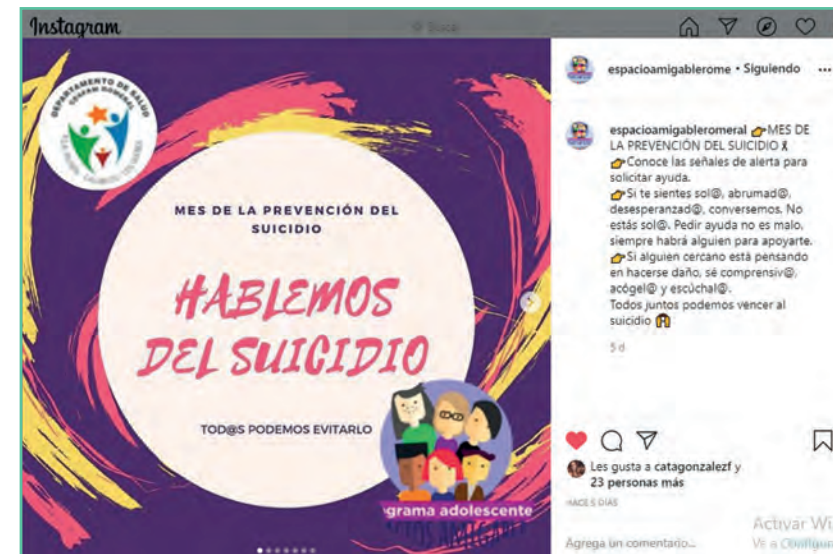 Instagram
Busca
DEPARTAMENTO DE SALUD
MES DE LA PREVENCIÓN DEL
SUICIDIO
HABLEMOS
DEL SUICIDIO
TOD@S PODEMOS EVITARLO
grama adolescente
espacioamigablerome • Siguiendo ...
espacioamigableromeral 👉MES DE
LA PREVENCIÓN DEL SUICIDIO🎗
👉Conoce las señales de alerta para
solicitar ayuda.
👉Si te sientes sol@, abrumad@,
desesperanzad@, conversemos. No
estás sol@. Pedir ayuda no es malo,
siempre habrá alguien para apoyarte.
👉Si alguien cercano está pensando
en hacerse daño, sé comprensiv@,
acógel@ y escúchal@.
Todos juntos podemos vencer al
suicidio
5 d
Les gusta a catagonzalezf y
23 personas más
HACE 5 DÍAS
Agrega un comentario...
Activar Wi
Ve a Configur